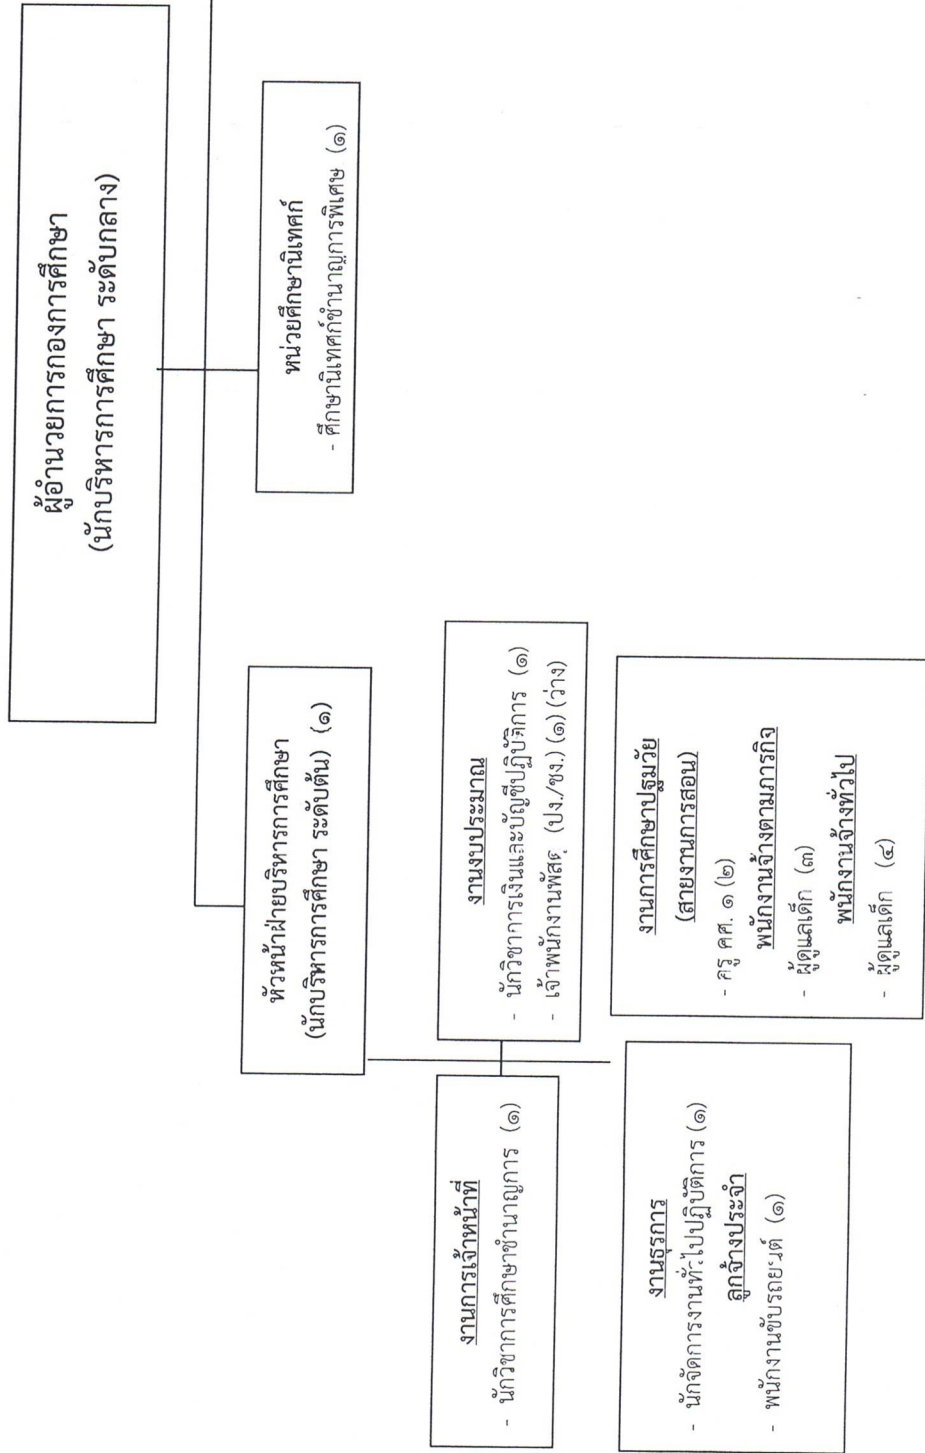 ผู้อำนวยการกองการศึกษา
(นักบริหารการศึกษา ระดับกลาง)
หน่วยศึกษานิเทศก์
- ศึกษานิเทศก์ชำนาญการพิเศษ (๑)
หัวหน้าฝ่ายบริหารการศึกษา
(นักบริหารการศึกษา ระดับต้น) (๑)
งานการเจ้าหน้าที่
- นักวิชาการศึกษาชำนาญการ (๑)
งานงบประมาณ
- นักวิชาการเงินและบัญชีปฏิบัติการ (๑)
- เจ้าพนักงานพัสดุ (ปง./ชง.) (๑) (ว่าง)
งานธุรการ
- นักจัดการงานทั่วไปปฏิบัติการ (๑)
ลูกจ้างประจำ
- พนักงานขับรถยนต์ (๑)
งานการศึกษาปฐมวัย
(สายงานการสอน)
- ครู คศ. ๑ (๒)
พนักงานจ้างตามภารกิจ
- ผู้ดูแลเด็ก (๓)
พนักงานจ้างทั่วไป
- ผู้ดูแลเด็ก (๔)